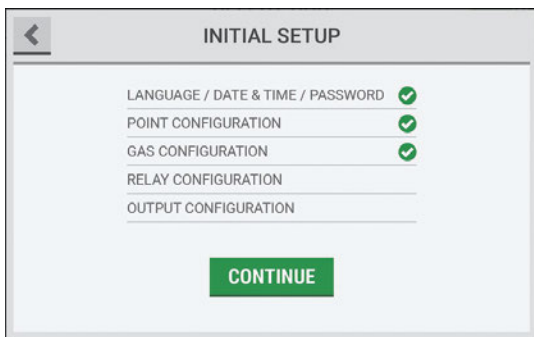 INITIAL SETUP
LANGUAGE / DATE & TIME / PASSWORD
POINT CONFIGURATION
GAS CONFIGURATION
RELAY CONFIGURATION
OUTPUT CONFIGURATION
CONTINUE